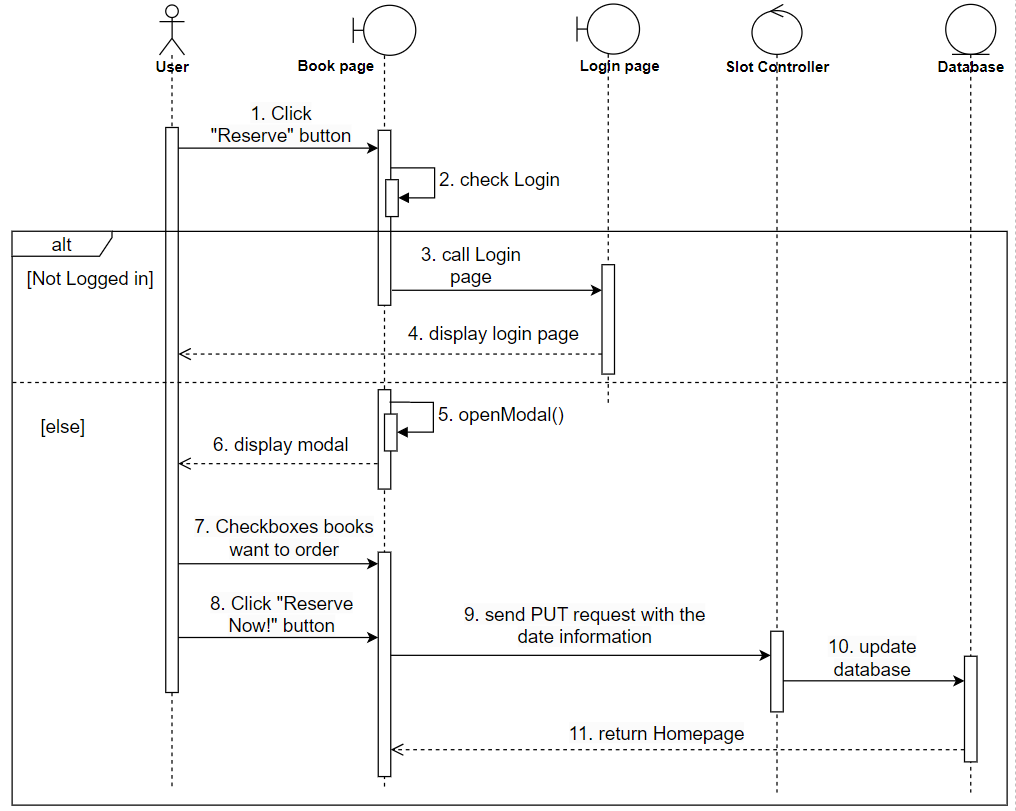 User
Book page
Login page
Slot Controller
Database
1. Click
"Reserve" button
2. check Login
alt
[Not Logged in]
3. call Login
page
4. display login page
[else]
5. openModal()
6. display modal
7. Checkboxes books
want to order
8. Click "Reserve
Now!" button
9. send PUT request with the
date information
10. update
database
11. return Homepage